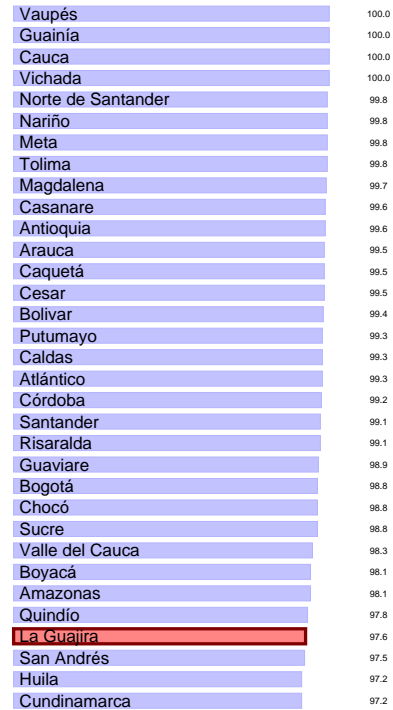 Vaupés 100.0
Guainía 100.0
Cauca 100.0
Vichada 100.0
Norte de Santander 99.8
Nariño 99.8
Meta 99.8
Tolima 99.8
Magdalena 99.7
Casanare 99.6
Antioquia 99.6
Arauca 99.5
Caquetá 99.5
Cesar 99.5
Bolivar 99.4
Putumayo 99.3
Caldas 99.3
Atlántico 99.3
Córdoba 99.2
Santander 99.1
Risaralda 99.1
Guaviare 98.9
Bogotá 98.8
Chocó 98.8
Sucre 98.8
Valle del Cauca 98.3
Boyacá 98.1
Amazonas 98.1
Quindío 97.8
La Guajira 97.6
San Andrés 97.5
Huila 97.2
Cundinamarca 97.2